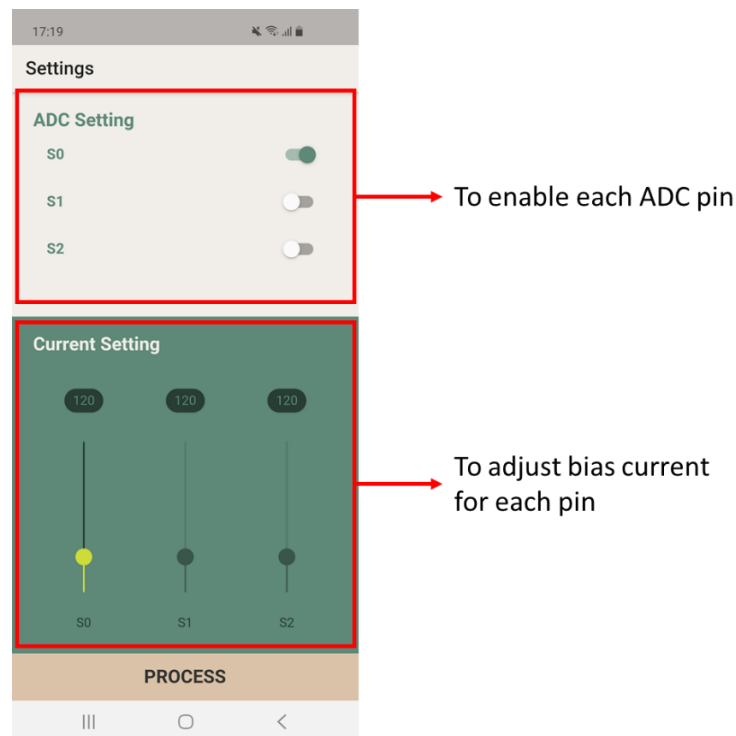 17:19
Settings
ADC Setting
S0
S1
S2
To enable each ADC pin
Current Setting
120 120 120
To adjust bias current
for each pin
S0 S1 S2
PROCESS